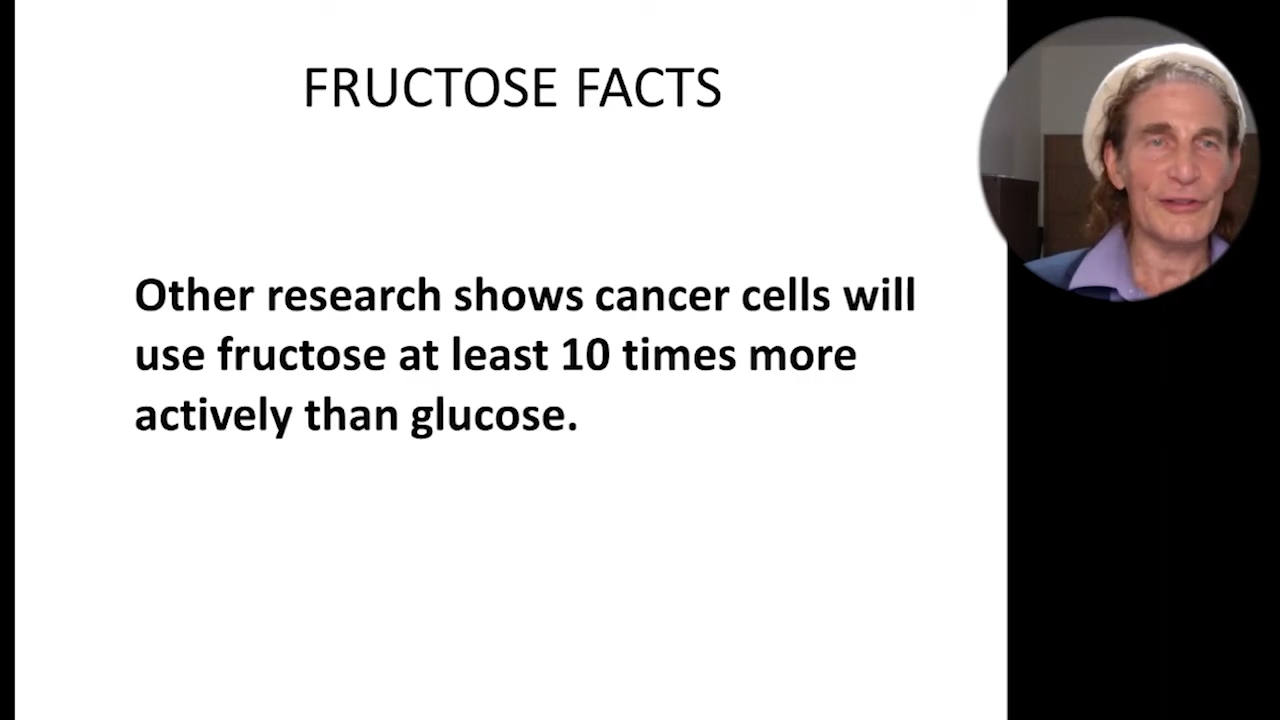 FRUCTOSE FACTS
Other research shows cancer cells will
use fructose at least 10 times more
actively than glucose.